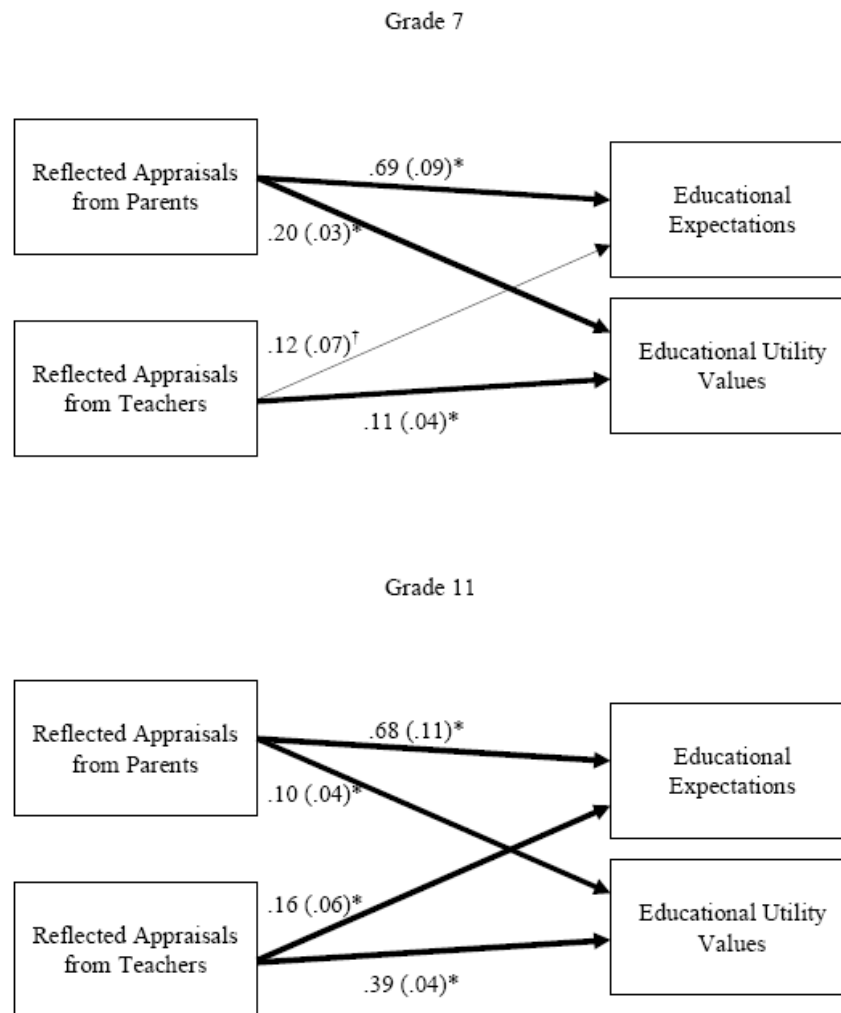 Grade 7
Reflected Appraisals
from Parents
.69 (.09)*
Educational
Expectations
.20 (.03)*
Reflected Appraisals
from Teachers
.12 (.07)†
Educational Utility
Values
.11 (.04)*
Grade 11
Reflected Appraisals
from Parents
.68 (.11)*
Educational
Expectations
.10 (.04)*
Reflected Appraisals
from Teachers
.16 (.06)*
Educational Utility
Values
.39 (.04)*